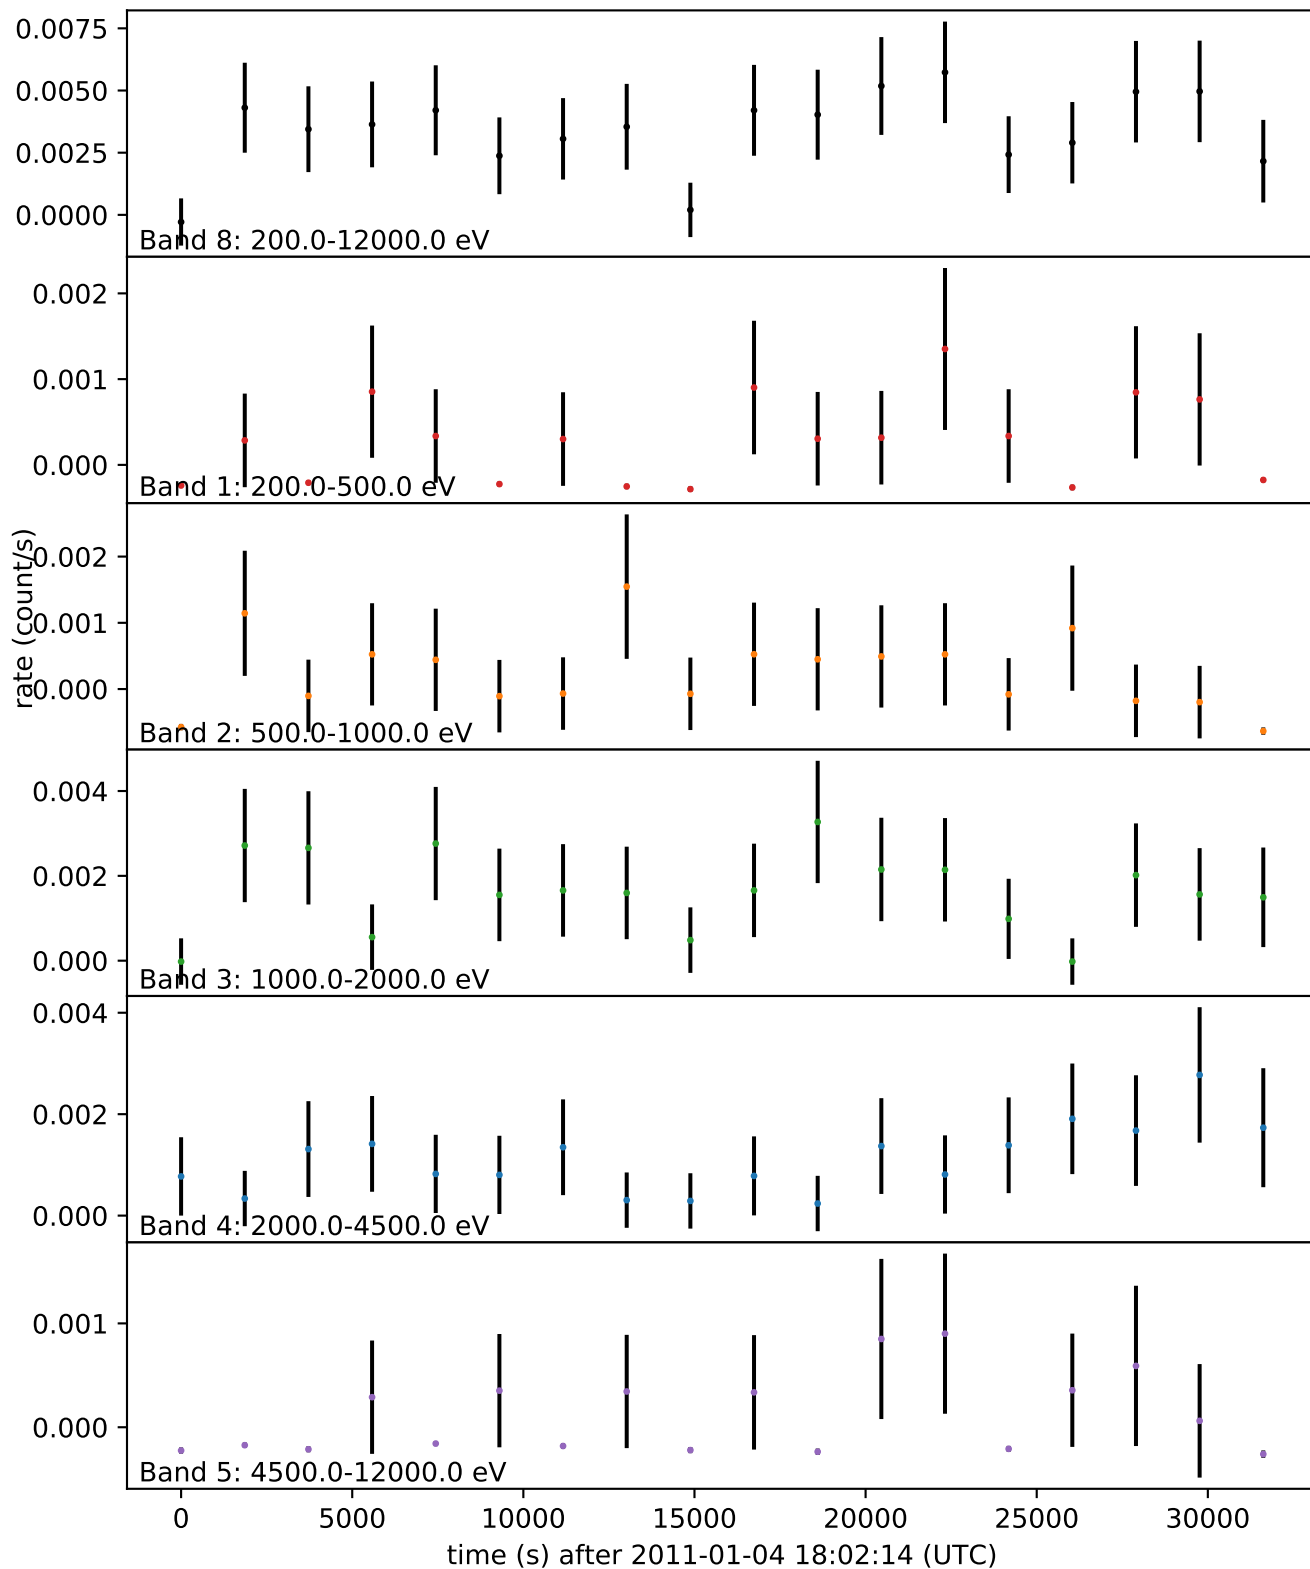 0.0075
0.0050
0.0025
0.0000
Band 8: 200.0-12000.0 eV
0.002
0.001
0.000
Band 1: 200.0-500.0 eV
rate (count/s)
0.002
0.001
0.000
Band 2: 500.0-1000.0 eV
0.004
0.002
0.000
Band 3: 1000.0-2000.0 eV
0.004
0.002
0.000
Band 4: 2000.0-4500.0 eV
0.001
0.000
Band 5: 4500.0-12000.0 eV
0 5000 10000 15000 20000 25000 30000
time (s) after 2011-01-04 18:02:14 (UTC)